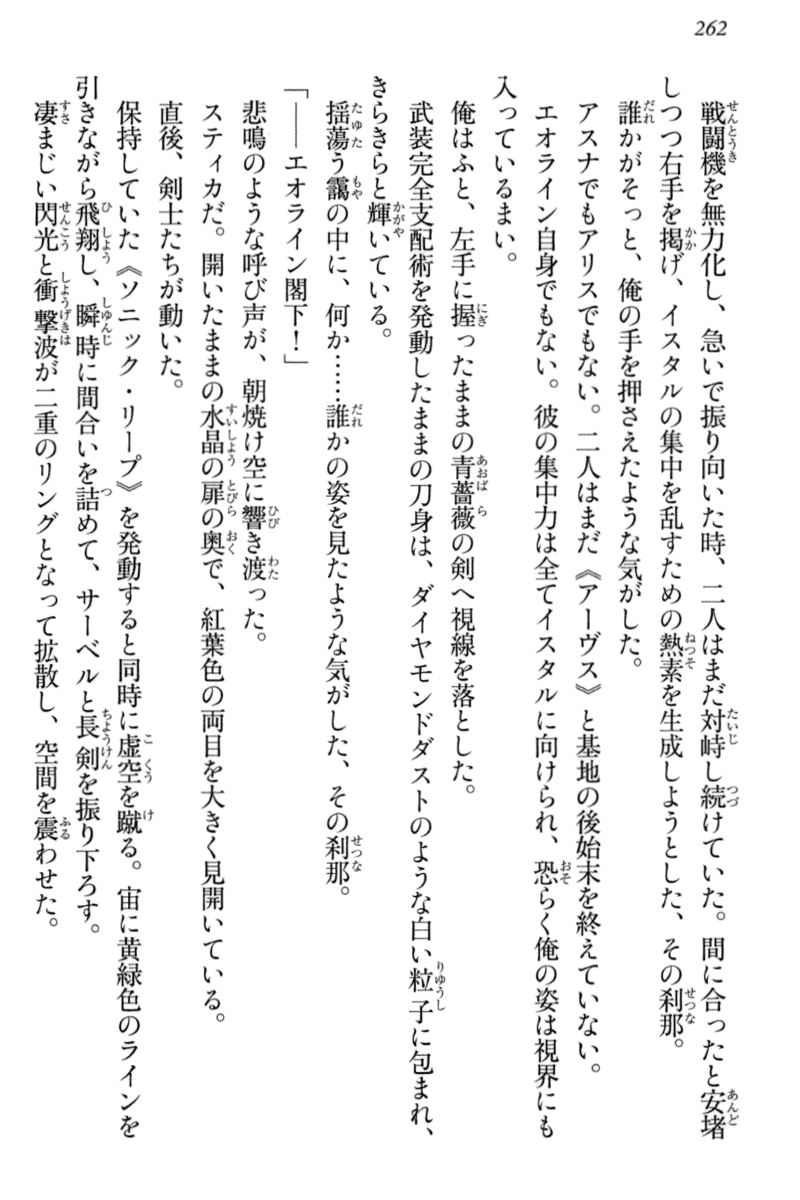 262
戦闘機を無力化し、急いで振り向いた時、二人はまだ対峙し続けていた。間に合ったと安堵
しつつ右手を掲げ、イスタルの集中を乱すための熱素を生成しようとした、その刹那。
誰かがそっと、俺の手を押さえたような気がした。
アスナでもアリスでもない。二人はまだ《アーヴス》と基地の後始末を終えていない。
エオライン自身でもない。彼の集中力は全てイスタルに向けられ、恐らく俺の姿は視界にも
入っているまい。
俺はふと、左手に握ったままの青薔薇の剣へ視線を落とした。
武装完全支配術を発動したままの刀身は、ダイヤモンドダストのような白い粒子に包まれ、
きらきらと輝いている。
揺蕩う靄の中に、何か……誰かの姿を見たような気がした、その刹那。
「――エオライン閣下！」
悲鳴のような呼び声が、朝焼け空に響き渡った。
スティカだ。開いたままの水晶の扉の奥で、紅葉色の両目を大きく見開いている。
直後、剣士たちが動いた。
保持していた《ソニック・リープ》を発動すると同時に虚空を蹴る。宙に黄緑色のラインを
引きながら飛翔し、瞬時に間合いを詰めて、サーベルと長剣を振り下ろす。
凄まじい閃光と衝撃波が二重のリングとなって拡散し、空間を震わせた。